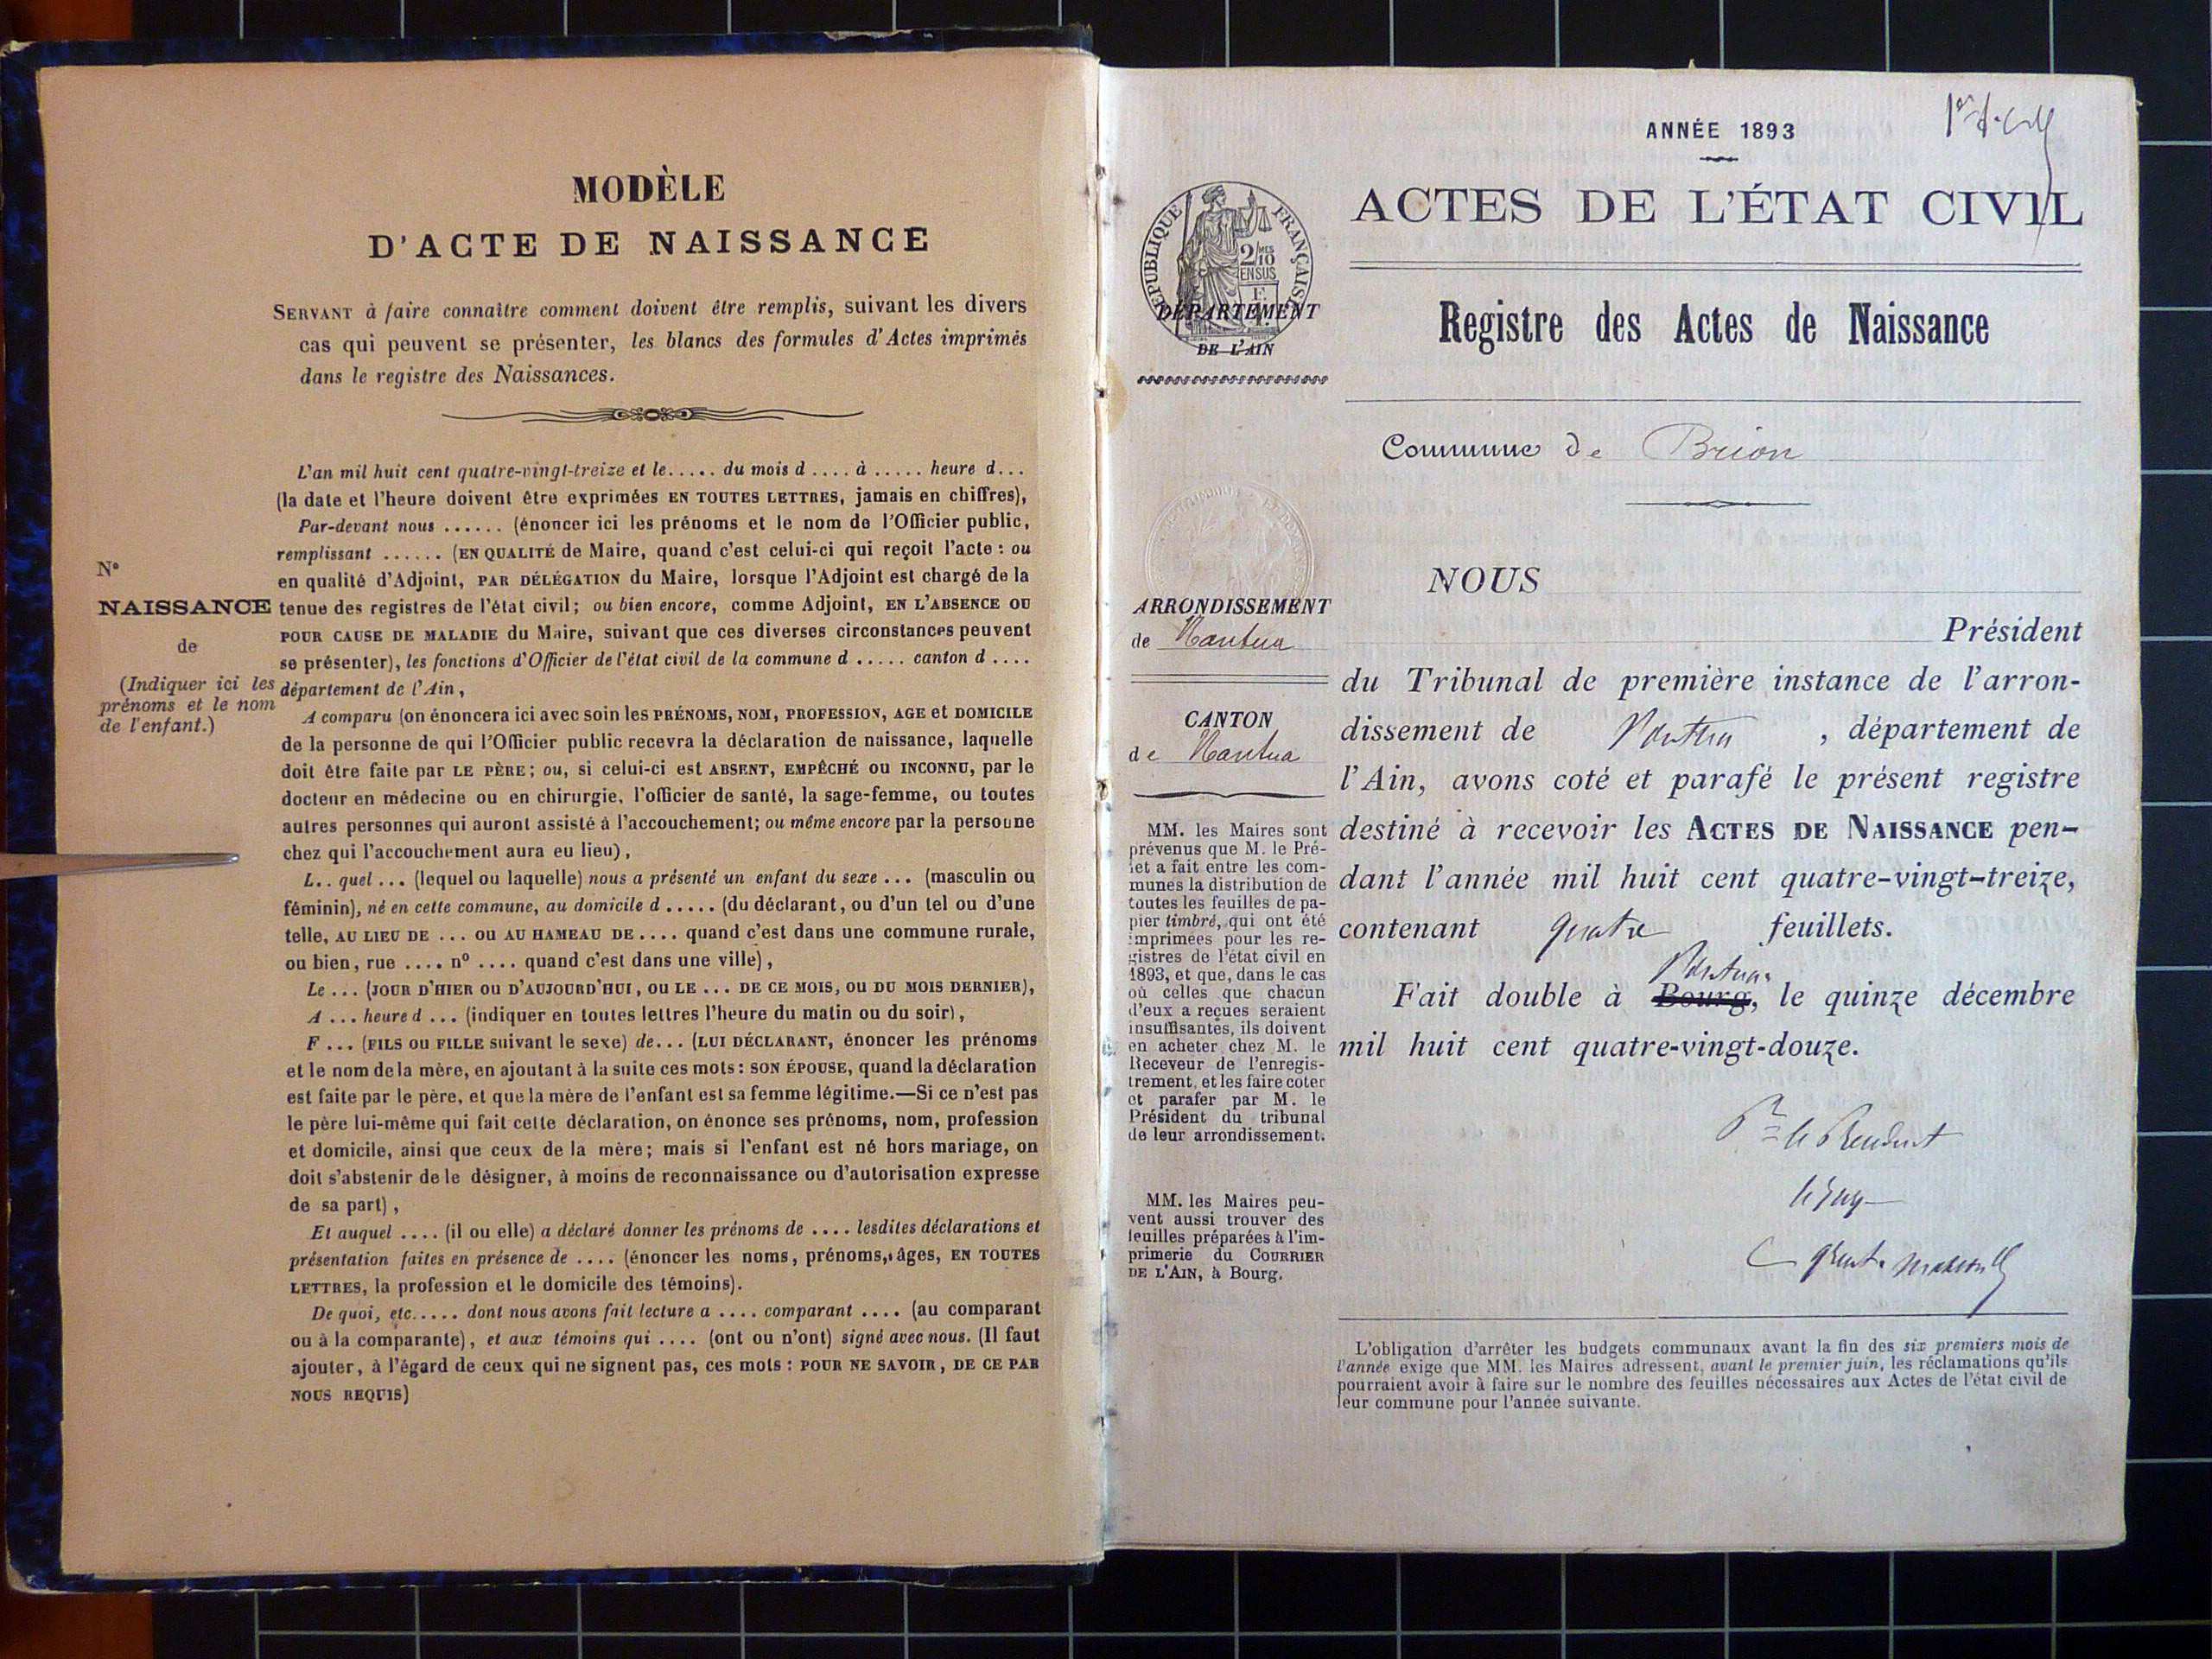 MODÈLE
D'ACTE DE NAISSANCE
SERVANT à faire connaître comment doivent être remplis, suivant les divers
cas qui peuvent se présenter, les blancs des formules d'Actes imprimés
dans le registre des Naissances.
L'an mil huit cent quatre-vingt-treize et le..... du mois d .... à ..... heure d...
(la date et l'heure doivent être exprimées EN TOUTES LETTRES, jamais en chiffres),
Par-devant nous ...... (énoncer ici les prénoms et le nom de l'Officier public,
remplissant ...... (EN QUALITÉ de Maire, quand c'est celui-ci qui reçoit l'acte : ou
en qualité d'Adjoint, PAR DÉLÉGATION du Maire, lorsque l'Adjoint est chargé de la
tenue des registres de l'état civil; ou bien encore, comme Adjoint, EN L'ABSENCE OU
POUR CAUSE DE MALADIE du Maire, suivant que ces diverses circonstances peuvent
se présenter), les fonctions d'Officier de l'état civil de la commune d ..... canton d ....
département de l'Ain,
A comparu (on énoncera ici avec soin les PRÉNOMS, NOM, PROFESSION, AGE et DOMICILE
de la personne de qui l'Officier public recevra la déclaration de naissance, laquelle
doit être faite par LE PÈRE; ou, si celui-ci est ABSENT, EMPÊCHÉ OU INCONNU, par le
docteur en médecine ou en chirurgie, l'officier de santé, la sage-femme, ou toutes
autres personnes qui auront assisté à l'accouchement; ou même encore par la persoune
chez qui l'accouchement aura eu lieu),
L.. quel... (lequel ou laquelle) nous a présenté un enfant du sexe ... (masculin ou
féminin), né en cette commune, au domicile d ..... (du déclarant, ou d'un tel ou d'une
telle, AU LIEU DE ... OU AU HAMEAU DE.... quand c'est dans une commune rurale,
ou bien, rue .... nº .... quand c'est dans une ville),
Le ... (JOUR D'HIER OU D'AUJOURD'HUI, OU LE ... DE CE MOIS, OU DU MOIS DERNIER),
A ... heure d ... (indiquer en toutes lettres l'heure du matin ou du soir),
F ... (FILS ou FILLE suivant le sexe) de... (LUI DÉCLARANT, énoncer les prénoms
et le nom de la mère, en ajoutant à la suite ces mots : SON ÉPOUSE, quand la déclaration
est faite par le père, et que la mère de l'enfant est sa femme légitime.—Si ce n'est pas
le père lui-même qui fait cette déclaration, on énonce ses prénoms, nom, profession
et domicile, ainsi que ceux de la mère; mais si l'enfant est né hors mariage, on
doit s'abstenir de le désigner, à moins de reconnaissance ou d'autorisation expresse
de sa part),
Et auquel .... (il ou elle) a déclaré donner les prénoms de .... lesdites déclarations et
présentation faites en présence de .... (énoncer les noms, prénoms, âges, EN TOUTES
LETTRES, la profession et le domicile des témoins).
De quoi, etc..... dont nous avons fait lecture a .... comparant .... (au comparant
ou à la comparante), et aux témoins qui .... (ont ou n'ont) signé avec nous. (Il faut
ajouter, à l'égard de ceux qui ne signent pas, ces mots : POUR NE SAVOIR, DE CE PAR
NOUS REQUIS)
N°
NAISSANCE
de
(Indiquer ici les
prénoms et le nom
de l'enfant.)
ANNÉE 1893
ACTES DE L'ÉTAT CIVIL
RÉPUBLIQUE FRANÇAISE
2/10
EN SUS
DÉPARTEMENT
DE L'AIN
Registre des Actes de Naissance
Commune de Brion
ARRONDISSEMENT
de Nantua
CANTON
de Nantua
MM. les Maires sont
prévenus que M. le Pré-
fet a fait entre les com-
munes la distribution de
toutes les feuilles de pa-
pier timbré, qui ont été
imprimées pour les re-
gistres de l'état civil en
1893, et que, dans le cas
où celles que chacun
d'eux a reçues seraient
insuffisantes, ils doivent
en acheter chez M. le
Receveur de l'enregis-
trement, et les faire coter
et parafer par M. le
Président du tribunal
de leur arrondissement.
MM. les Maires peu-
vent aussi trouver des
feuilles préparées à l'im-
primerie du COURRIER
DE L'AIN, à Bourg.
NOUS
Président
du Tribunal de première instance de l'arron-
dissement de Nantua, département de
l'Ain, avons coté et parafé le présent registre
destiné à recevoir les ACTES DE NAISSANCE pen-
dant l'année mil huit cent quatre-vingt-treize,
contenant quatre feuillets.
Nantua
Fait double à Bourg, le quinze décembre
mil huit cent quatre-vingt-douze.
Pr le Président
le Juge
L'obligation d'arrêter les budgets communaux avant la fin des six premiers mois de
l'année exige que MM. les Maires adressent, avant le premier juin, les réclamations qu'ils
pourraient avoir à faire sur le nombre des feuilles nécessaires aux Actes de l'état civil de
leur commune pour l'année suivante.